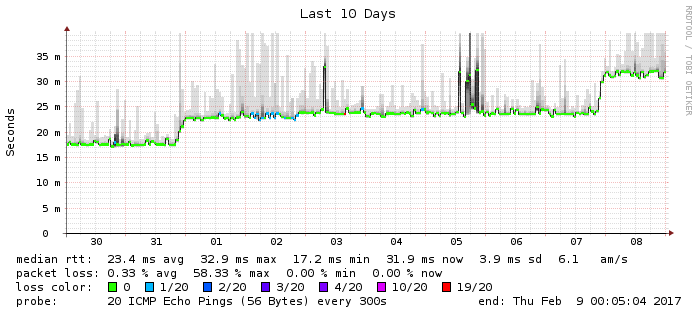 Last 10 Days
RRDTOOL / TOBI OETIKER
Seconds
35 m
30 m
25 m
20 m
15 m
10 m
5 m
0
30 31 01 02 03 04 05 06 07 08
median rtt: 23.4 ms avg 32.9 ms max 17.2 ms min 31.9 ms now 3.9 ms sd 6.1 am/s
packet loss: 0.33 % avg 58.33 % max 0.00 % min 0.00 % now
loss color: 0 1/20 2/20 3/20 4/20 10/20 19/20
probe: 20 ICMP Echo Pings (56 Bytes) every 300s end: Thu Feb 9 00:05:04 2017